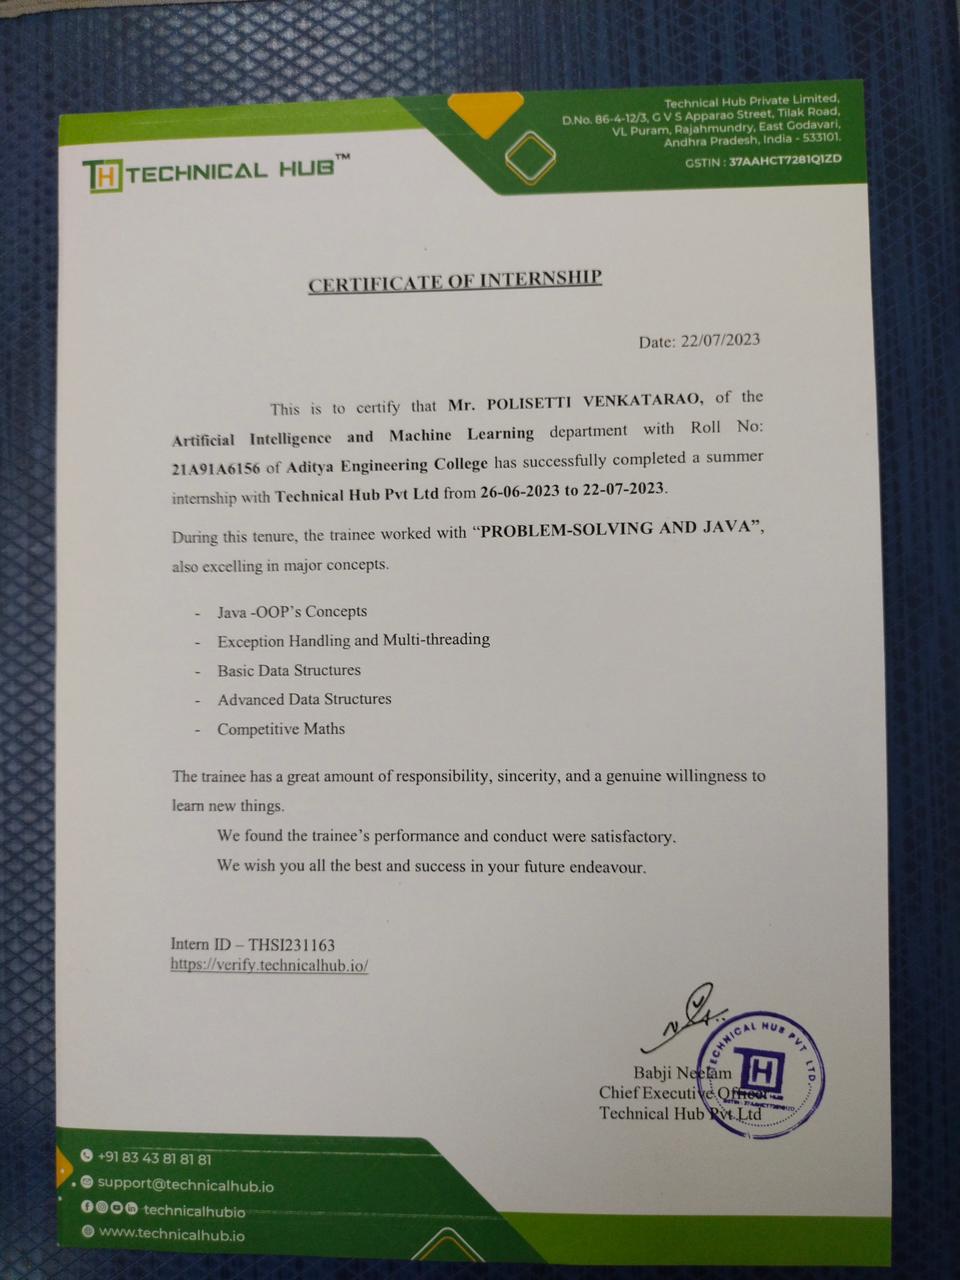 TH TECHNICAL HUB™
Technical Hub Private Limited,
D.No. 86-4-12/3, G V S Apparao Street, Tilak Road,
VL Puram, Rajahmundry, East Godavari,
Andhra Pradesh, India - 533101.
GSTIN : 37AAHCT7281Q1ZD
CERTIFICATE OF INTERNSHIP
Date: 22/07/2023
This is to certify that Mr. POLISETTI VENKATARAO, of the
Artificial Intelligence and Machine Learning department with Roll No:
21A91A6156 of Aditya Engineering College has successfully completed a summer
internship with Technical Hub Pvt Ltd from 26-06-2023 to 22-07-2023.
During this tenure, the trainee worked with “PROBLEM-SOLVING AND JAVA”,
also excelling in major concepts.
- Java -OOP’s Concepts
- Exception Handling and Multi-threading
- Basic Data Structures
- Advanced Data Structures
- Competitive Maths
The trainee has a great amount of responsibility, sincerity, and a genuine willingness to
learn new things.
We found the trainee’s performance and conduct were satisfactory.
We wish you all the best and success in your future endeavour.
Intern ID – THSI231163
https://verify.technicalhub.io/
Babji Neelam
Chief Executive Officer
Technical Hub Pvt Ltd
TECHNICAL HUB PVT LTD.
TH
+91 83 43 81 81 81
support@technicalhub.io
technicalhubio
www.technicalhub.io